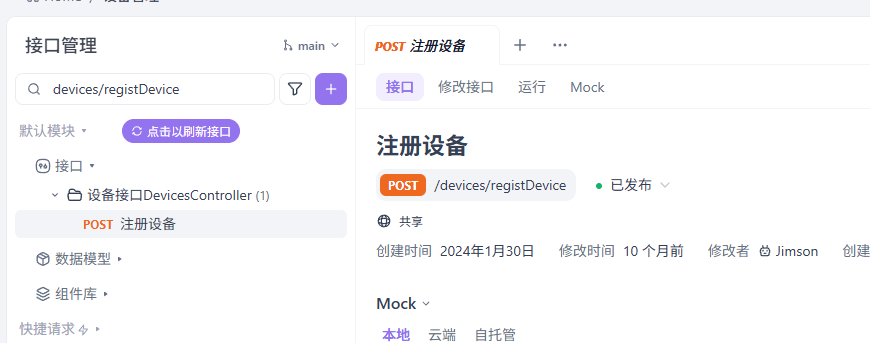 接口管理
main
devices/registDevice
默认模块
点击以刷新接口
接口
设备接口DevicesController (1)
POST 注册设备
数据模型
组件库
快捷请求
POST 注册设备
接口 修改接口 运行 Mock
注册设备
POST /devices/registDevice 已发布
共享
创建时间 2024年1月30日 修改时间 10 个月前 修改者 Jimson 创建
Mock
本地 云端 自托管